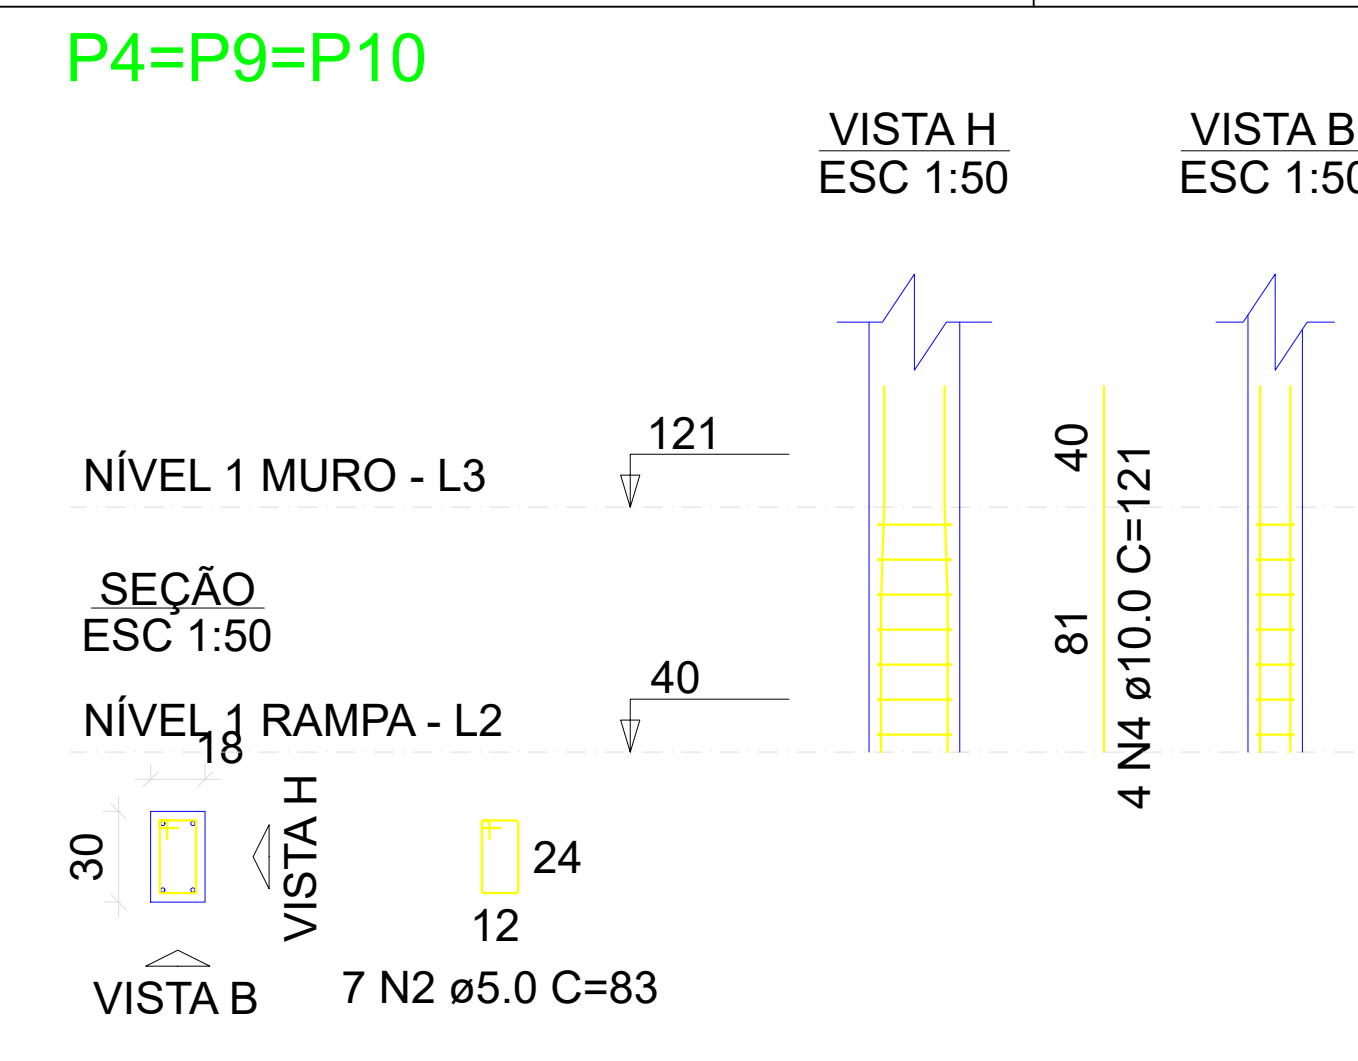 P4=P9=P10
VISTA H
ESC 1:50
VISTA B
ESC 1:50
121
NÍVEL 1 MURO - L3
40
81
4 N4 ø10.0 C=121
SEÇÃO
ESC 1:50
40
NÍVEL 1 RAMPA - L2
18
30
VISTA H
24
12
VISTA B
7 N2 ø5.0 C=83